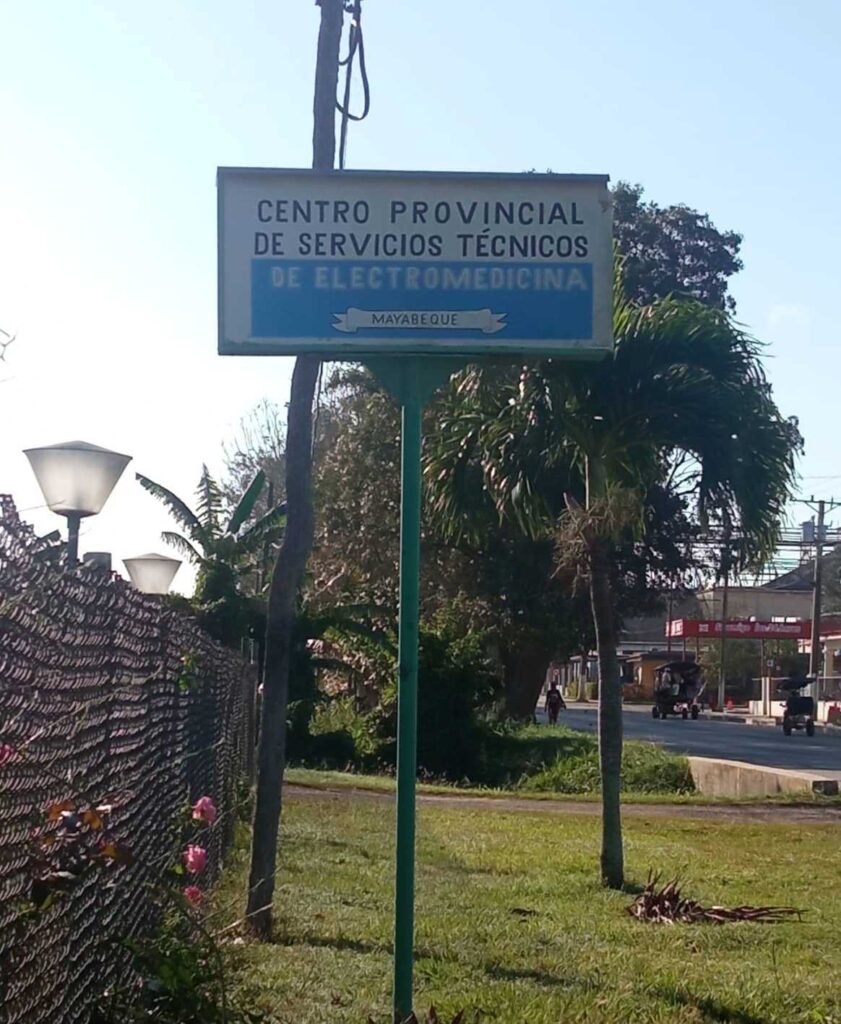 CENTRO PROVINCIAL
DE SERVICIOS TÉCNICOS
DE ELECTROMEDICINA
MAYABEQUE